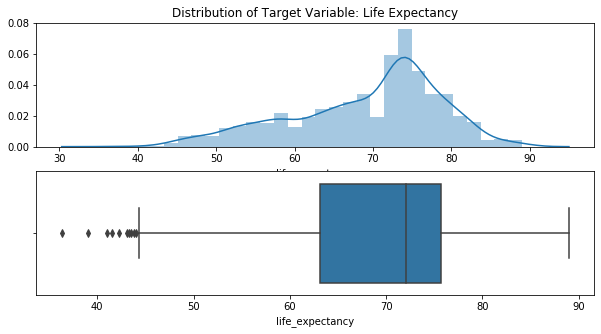 Distribution of Target Variable: Life Expectancy
0.08
0.06
0.04
0.02
0.00
30 40 50 60 70 80 90
40 50 60 70 80 90
life_expectancy